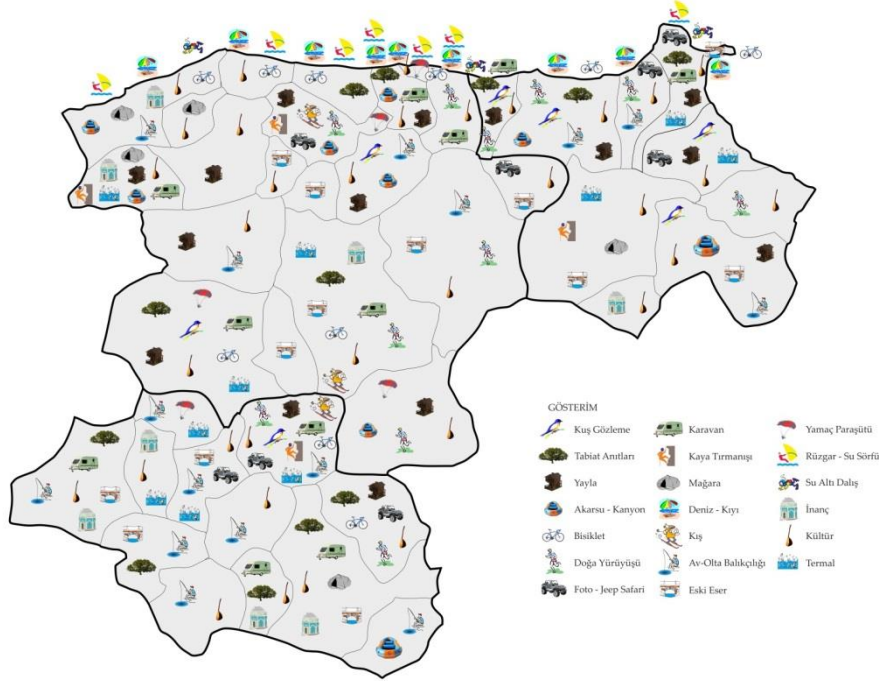 GÖSTERİM
Kuş Gözleme
Karavan
Yamaç Paraşütü
Tabiat Anıtları
Kaya Tırmanışı
Rüzgar - Su Sörfü
Yayla
Mağara
Su Altı Dalış
Akarsu - Kanyon
Deniz - Kıyı
İnanç
Bisiklet
Kış
Kültür
Doğa Yürüyüşü
Av-Olta Balıkçılığı
Termal
Foto - Jeep Safari
Eski Eser